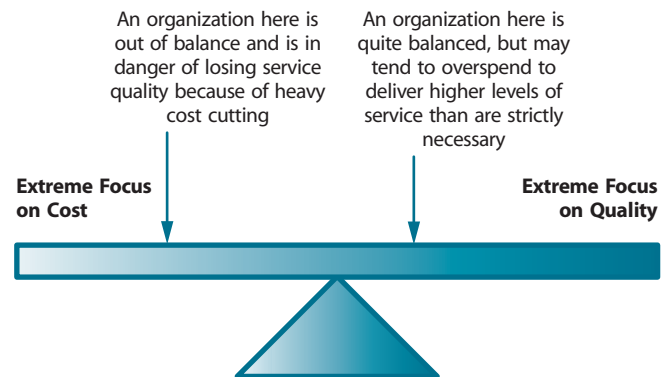 An organization here is
out of balance and is in
danger of losing service
quality because of heavy
cost cutting
An organization here is
quite balanced, but may
tend to overspend to
deliver higher levels of
service than are strictly
necessary
Extreme Focus
on Cost
Extreme Focus
on Quality